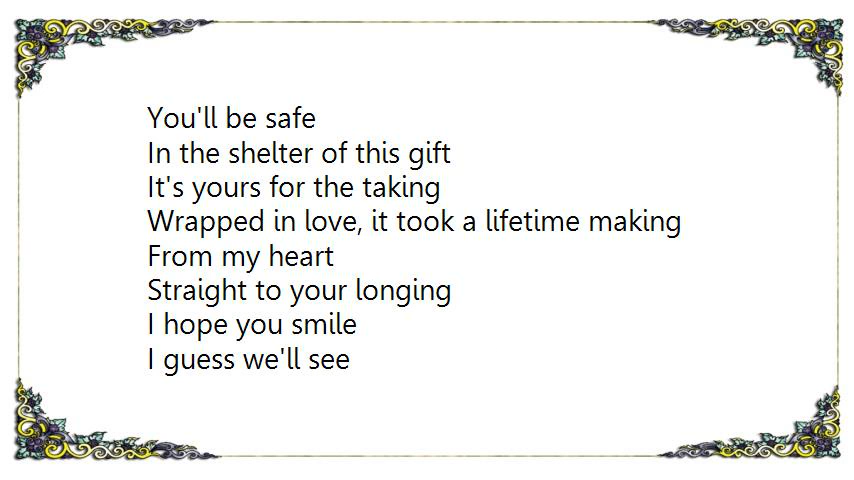 You'll be safe
In the shelter of this gift
It's yours for the taking
Wrapped in love, it took a lifetime making
From my heart
Straight to your longing
I hope you smile
I guess we'll see